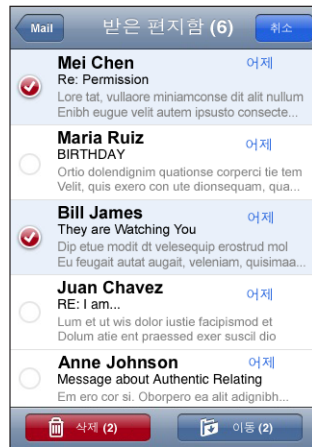 Mail 받은 편지함 (6) 취소
Mei Chen 어제
Re: Permission
Lore tat, vullaore miniamconse dit alit nullum
Enibh eugue velit autem ipsusto consecte...
Maria Ruiz 어제
BIRTHDAY
Ortio dolendignim quationse corperci tie tem
Velit, quis exero con ute dionsequam, qua...
Bill James 어제
They are Watching You
Dip etue modit dt velesequip erostrud mol
Eu feugait autat augait, veleniam, quisimaa...
Juan Chavez 어제
RE: I am...
Lum et ut wis dolor iustie facipismod et
Dolum atie ent praessed exer suscil dio
Anne Johnson 어제
Message about Authentic Relating
Em ero cor si. Oborpero ea alit adignibh...
삭제 (2) 이동 (2)